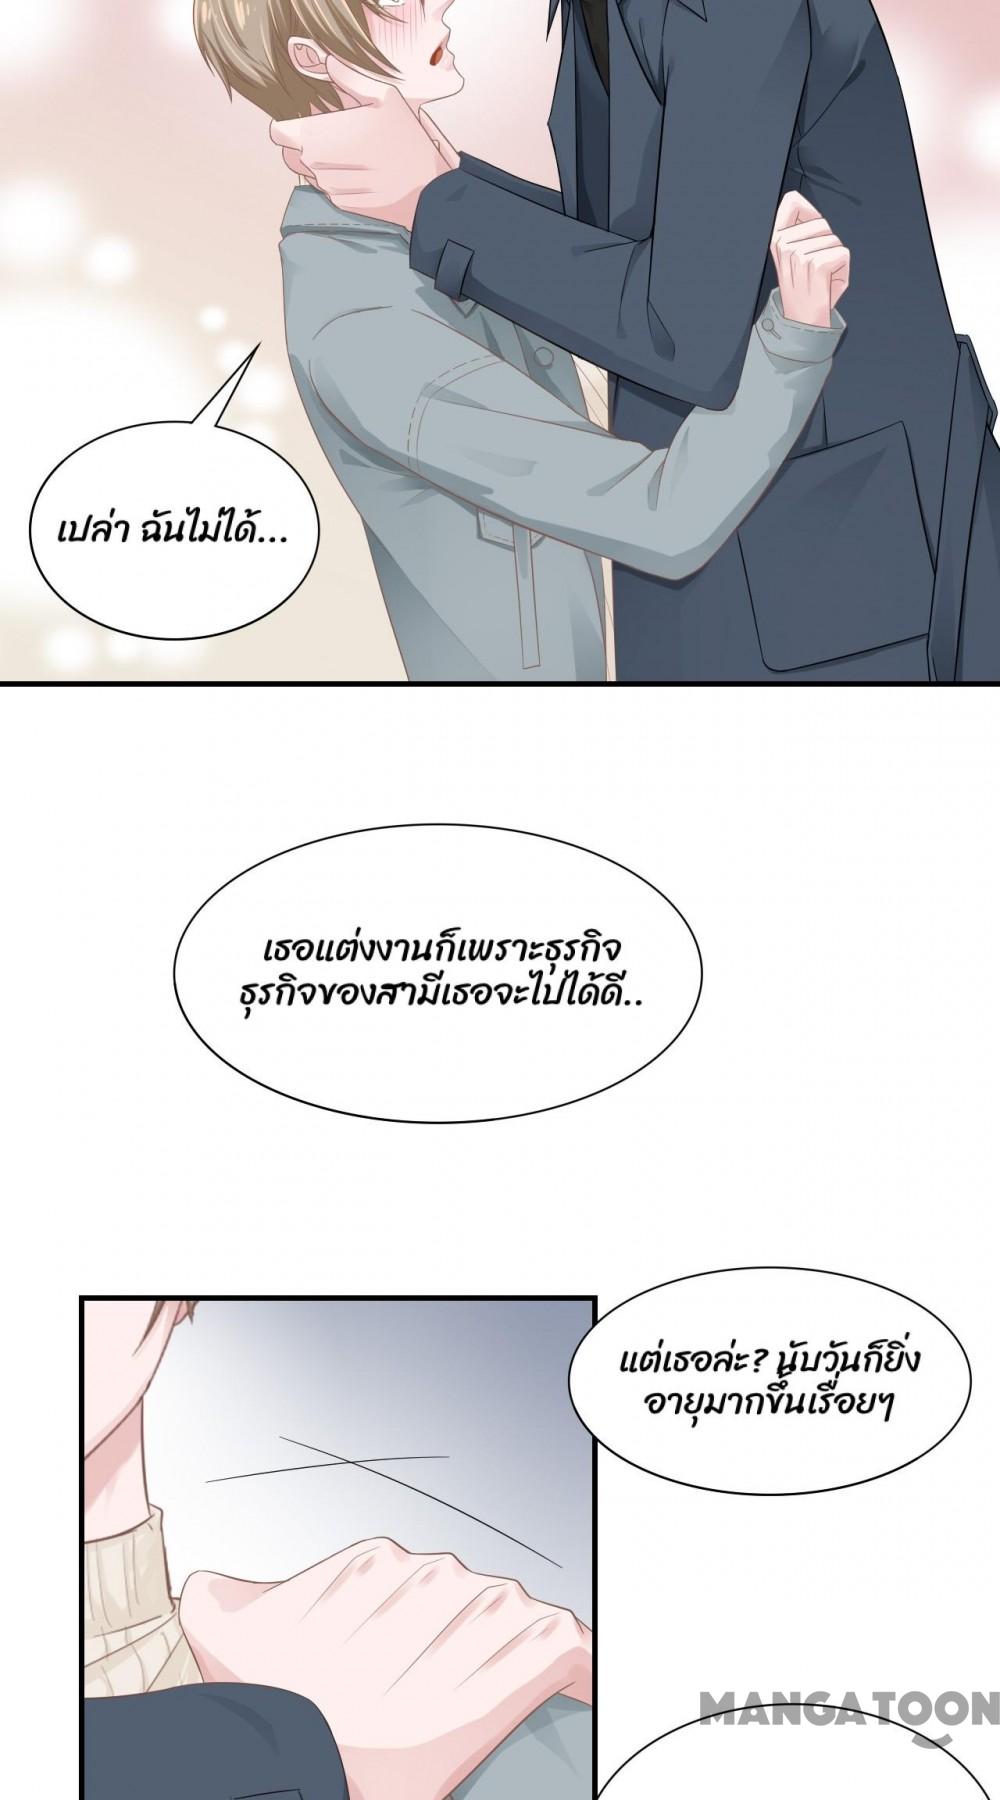 เปล่า ฉันไม่ได้...
เธอแต่งงานก็เพราะธุรกิจ
ธุรกิจของสามีเธอจะไปได้ดี..
แต่เธอล่ะ? นับวันก็ยิ่ง
อายุมากขึ้นเรื่อยๆ
MANGATOON